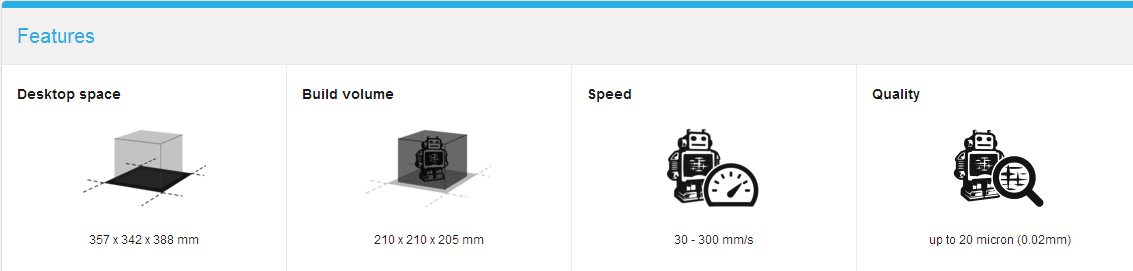 Features
Desktop space
Build volume
Speed
Quality
357 x 342 x 388 mm
210 x 210 x 205 mm
30 - 300 mm/s
up to 20 micron (0.02mm)